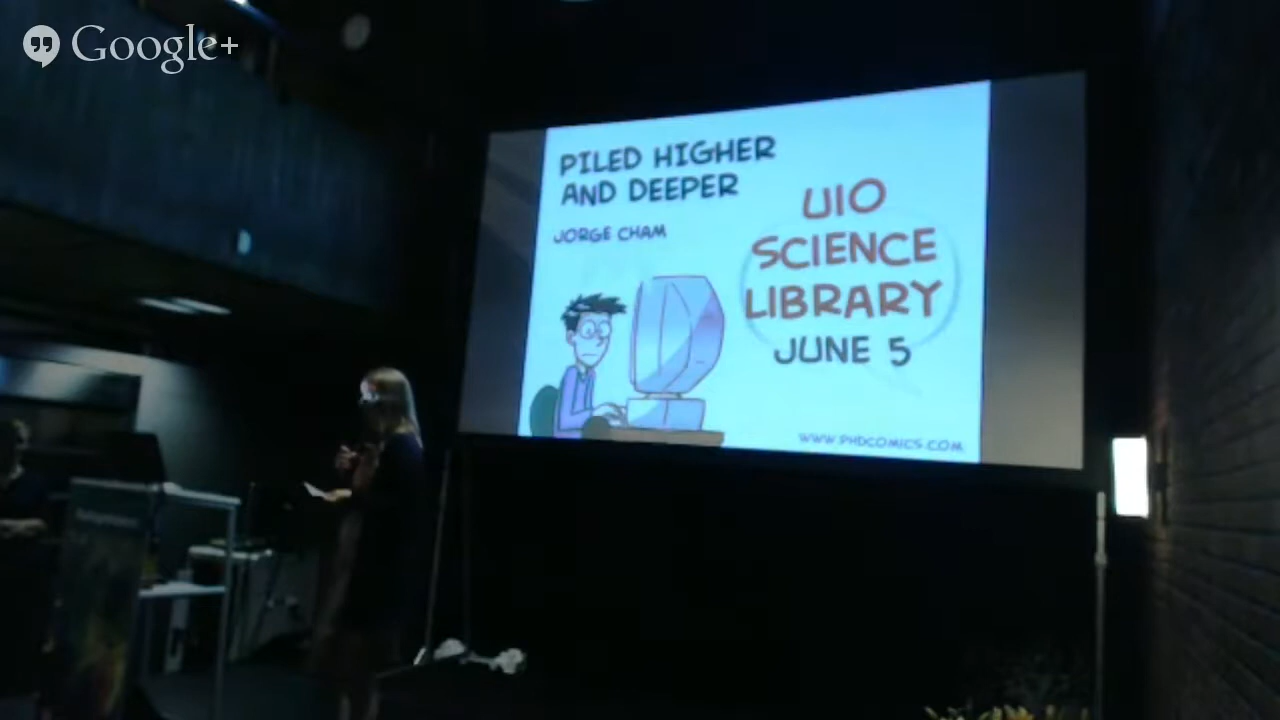 Google+
PILED HIGHER
AND DEEPER
JORGE CHAM
UIO
SCIENCE
LIBRARY
JUNE 5
WWW.PHDCOMICS.COM